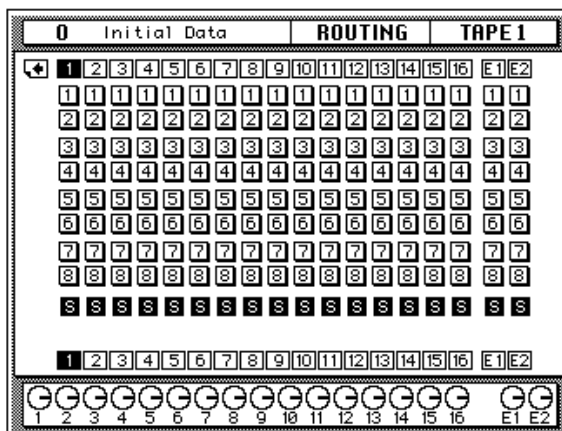 0 Initial Data ROUTING TAPE 1
1 2 3 4 5 6 7 8 9 10 11 12 13 14 15 16 E1 E2
1 1 1 1 1 1 1 1 1 1 1 1 1 1 1 1 1 1
2 2 2 2 2 2 2 2 2 2 2 2 2 2 2 2 2 2
3 3 3 3 3 3 3 3 3 3 3 3 3 3 3 3 3 3
4 4 4 4 4 4 4 4 4 4 4 4 4 4 4 4 4 4
5 5 5 5 5 5 5 5 5 5 5 5 5 5 5 5 5 5
6 6 6 6 6 6 6 6 6 6 6 6 6 6 6 6 6 6
7 7 7 7 7 7 7 7 7 7 7 7 7 7 7 7 7 7
8 8 8 8 8 8 8 8 8 8 8 8 8 8 8 8 8 8
S S S S S S S S S S S S S S S S S S
1 2 3 4 5 6 7 8 9 10 11 12 13 14 15 16 E1 E2
1 2 3 4 5 6 7 8 9 10 11 12 13 14 15 16 E1 E2